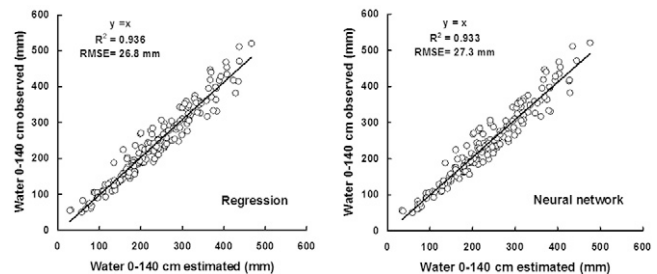 y = x
R² = 0.936
RMSE= 26.8 mm
Water 0-140 cm observed (mm)
600
500
400
300
200
100
0
Regression
0 100 200 300 400 500 600
Water 0-140 cm estimated (mm)
y = x
R² = 0.933
RMSE= 27.3 mm
Water 0-140 cm observed (mm)
600
500
400
300
200
100
0
Neural network
0 100 200 300 400 500 600
Water 0-140 cm estimated (mm)